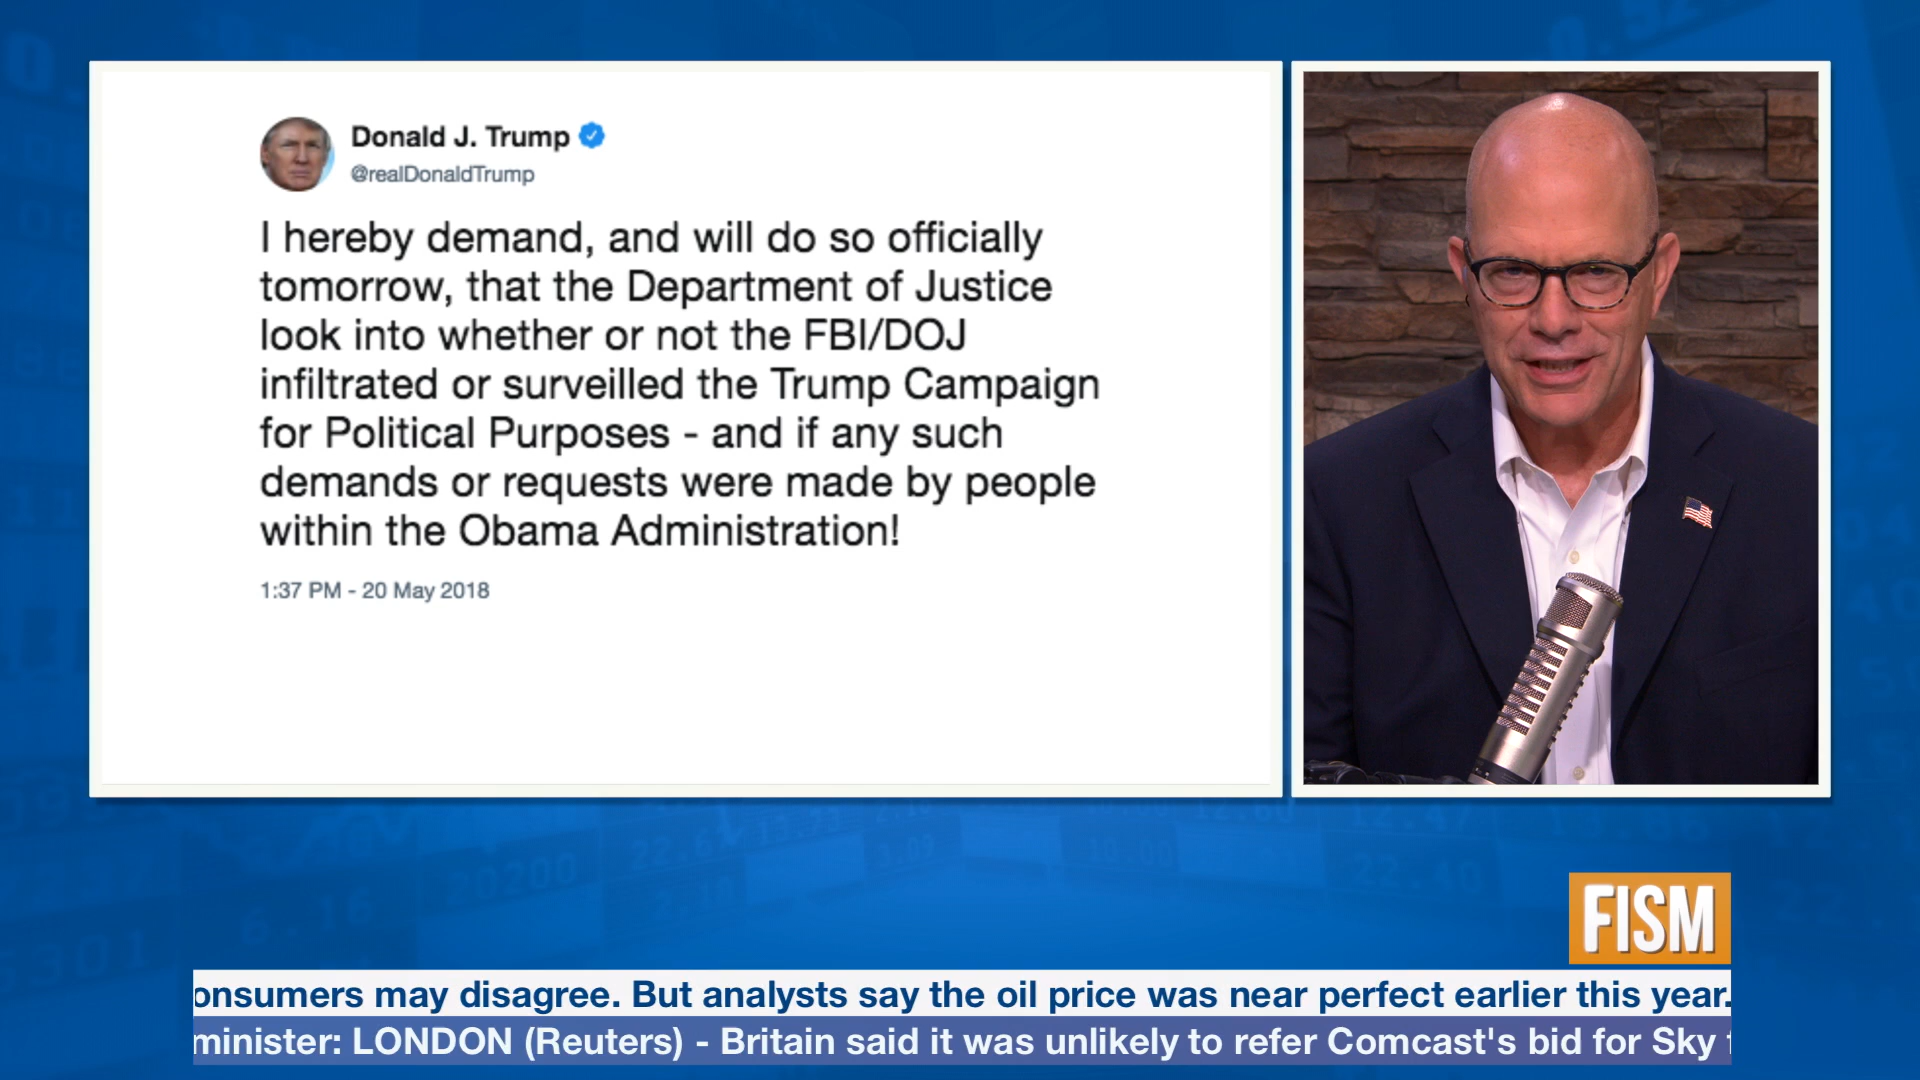 Donald J. Trump
@realDonaldTrump
I hereby demand, and will do so officially
tomorrow, that the Department of Justice
look into whether or not the FBI/DOJ
infiltrated or surveilled the Trump Campaign
for Political Purposes - and if any such
demands or requests were made by people
within the Obama Administration!
1:37 PM - 20 May 2018
FISM
onsumers may disagree. But analysts say the oil price was near perfect earlier this year.
minister: LONDON (Reuters) - Britain said it was unlikely to refer Comcast's bid for Sky